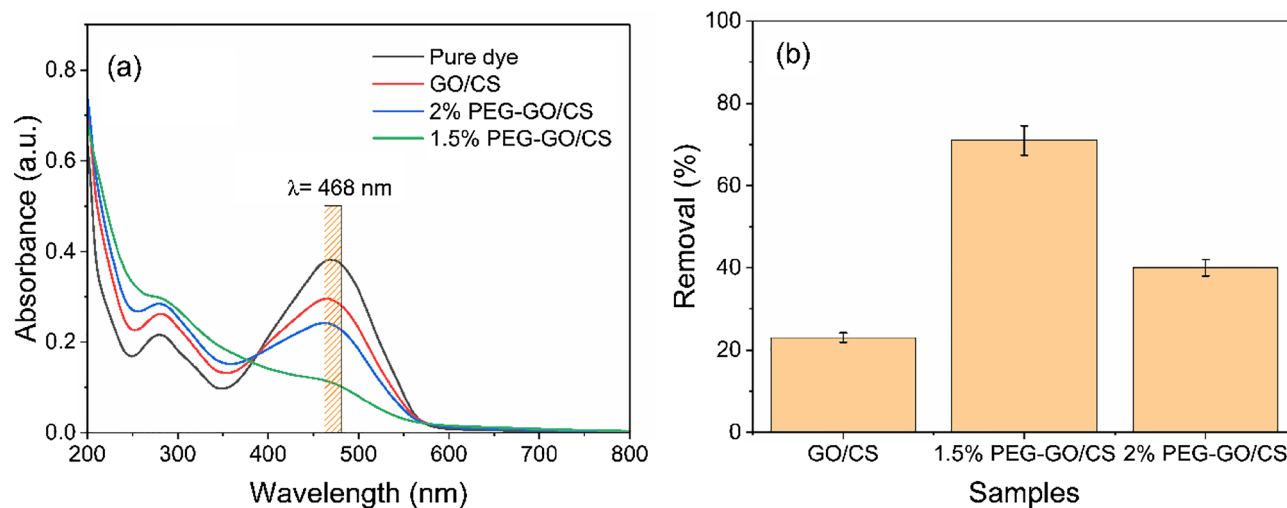 (a)
Pure dye
GO/CS
2% PEG-GO/CS
1.5% PEG-GO/CS
λ= 468 nm
0.8
0.6
0.4
0.2
0.0
Absorbance (a.u.)
200 300 400 500 600 700 800
Wavelength (nm)
(b)
100
80
60
40
20
0
Removal (%)
GO/CS 1.5% PEG-GO/CS 2% PEG-GO/CS
Samples